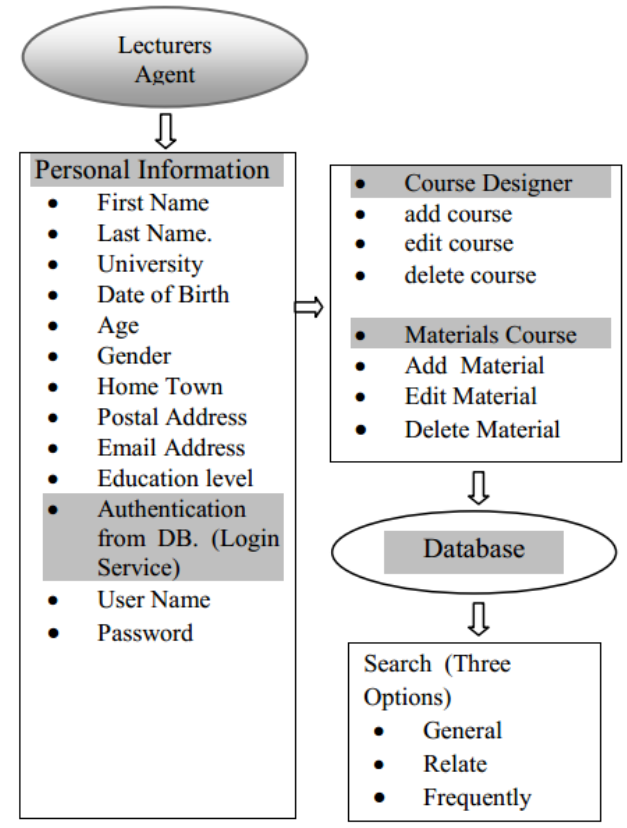 Lecturers
Agent
Personal Information
• First Name
• Last Name.
• University
• Date of Birth
• Age
• Gender
• Home Town
• Postal Address
• Email Address
• Education level
• Authentication
from DB. (Login
Service)
• User Name
• Password
• Course Designer
• add course
• edit course
• delete course
• Materials Course
• Add Material
• Edit Material
• Delete Material
Database
Search (Three
Options)
• General
• Relate
• Frequently